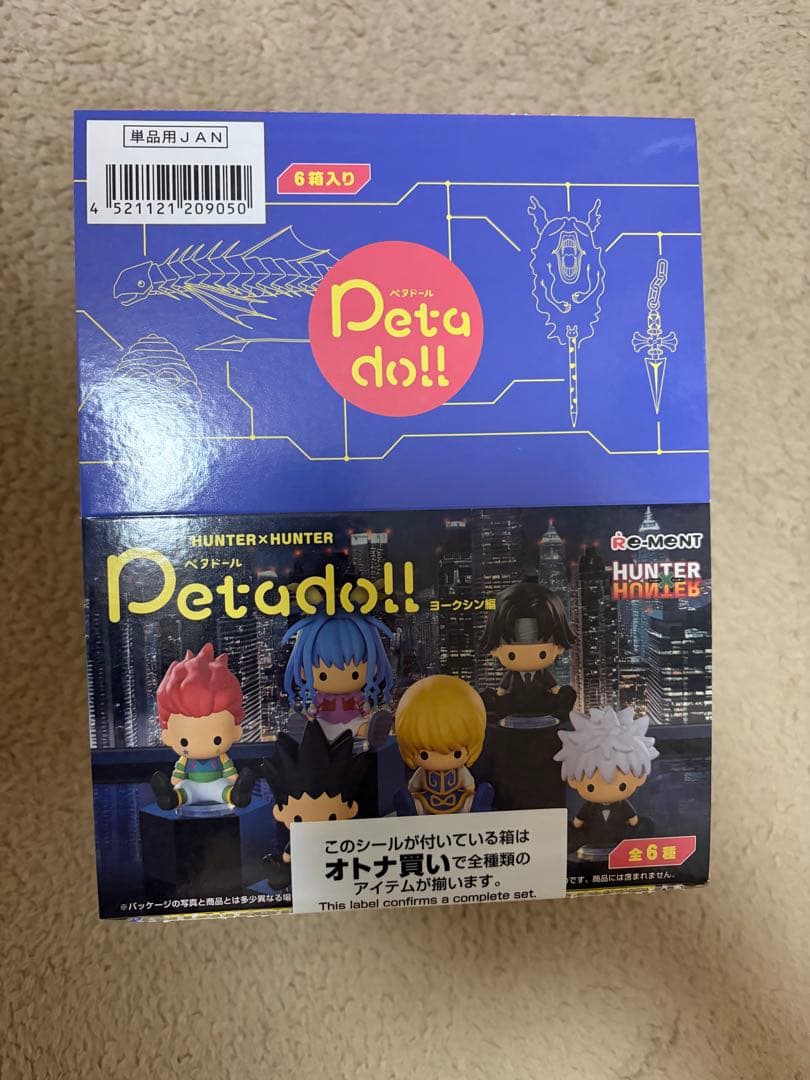 単品用JAN
4 521121 209050
6箱入り
ペタドール
Peta
do!!
HUNTER×HUNTER
ペタドール
Petado!!
ヨークシン編
Re-MENT
HUNTER
×
HUNTER
このシールが付いている箱は
オトナ買いで全種類の
アイテムが揃います。
This label confirms a complete set.
全6種
※パッケージの写真と商品とは多少異なる場
のです。商品には含まれません。